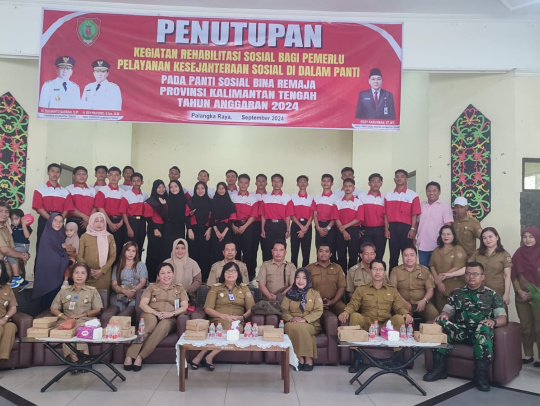 PENUTUPAN
KEGIATAN REHABILITASI SOSIAL BAGI PEMERLU
PELAYANAN KESEJAHTERAAN SOSIAL DI DALAM PANTI
PADA PANTI SOSIAL BINA REMAJA
PROVINSI KALIMANTAN TENGAH
TAHUN ANGGARAN 2024
Palangka Raya, September 2024